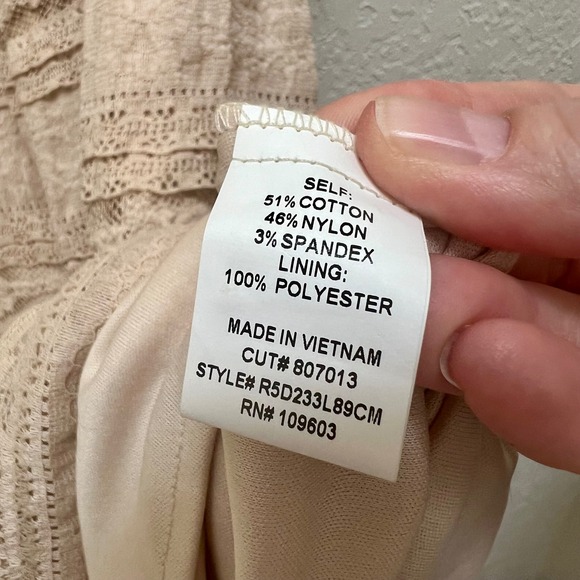 SELF:
51% COTTON
46% NYLON
3% SPANDEX
LINING:
100% POLYESTER
MADE IN VIETNAM
CUT# 807013
STYLE# R5D233L89CM
RN# 109603